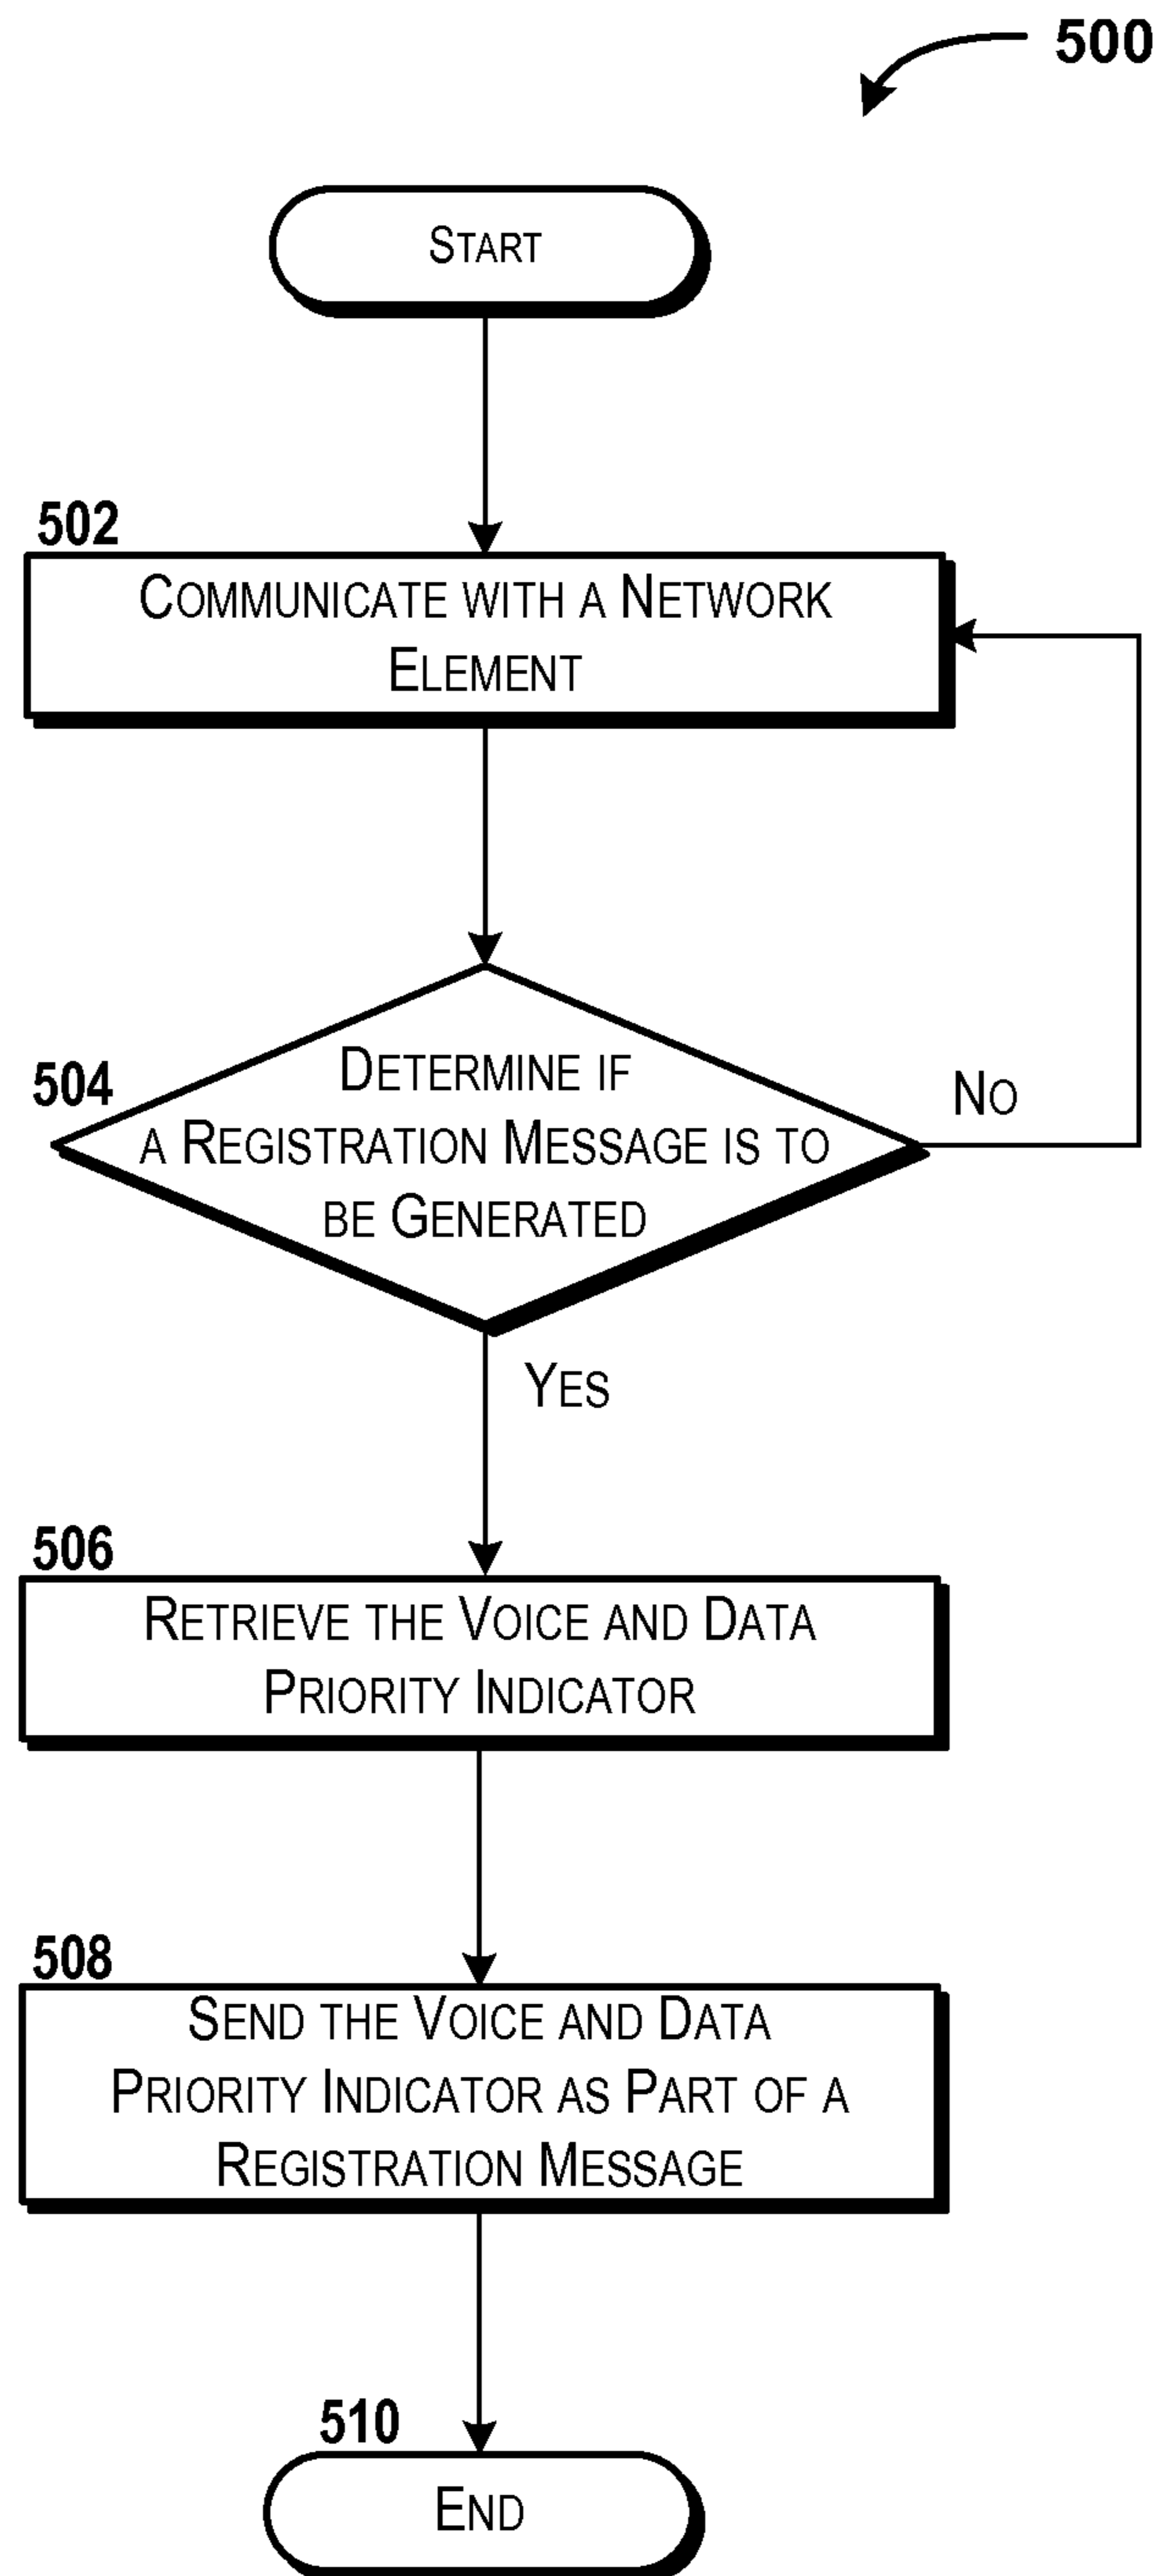 500
START
502
COMMUNICATE WITH A NETWORK
ELEMENT
504
DETERMINE IF
A REGISTRATION MESSAGE IS TO
BE GENERATED
NO
YES
506
RETRIEVE THE VOICE AND DATA
PRIORITY INDICATOR
508
SEND THE VOICE AND DATA
PRIORITY INDICATOR AS PART OF A
REGISTRATION MESSAGE
510
END